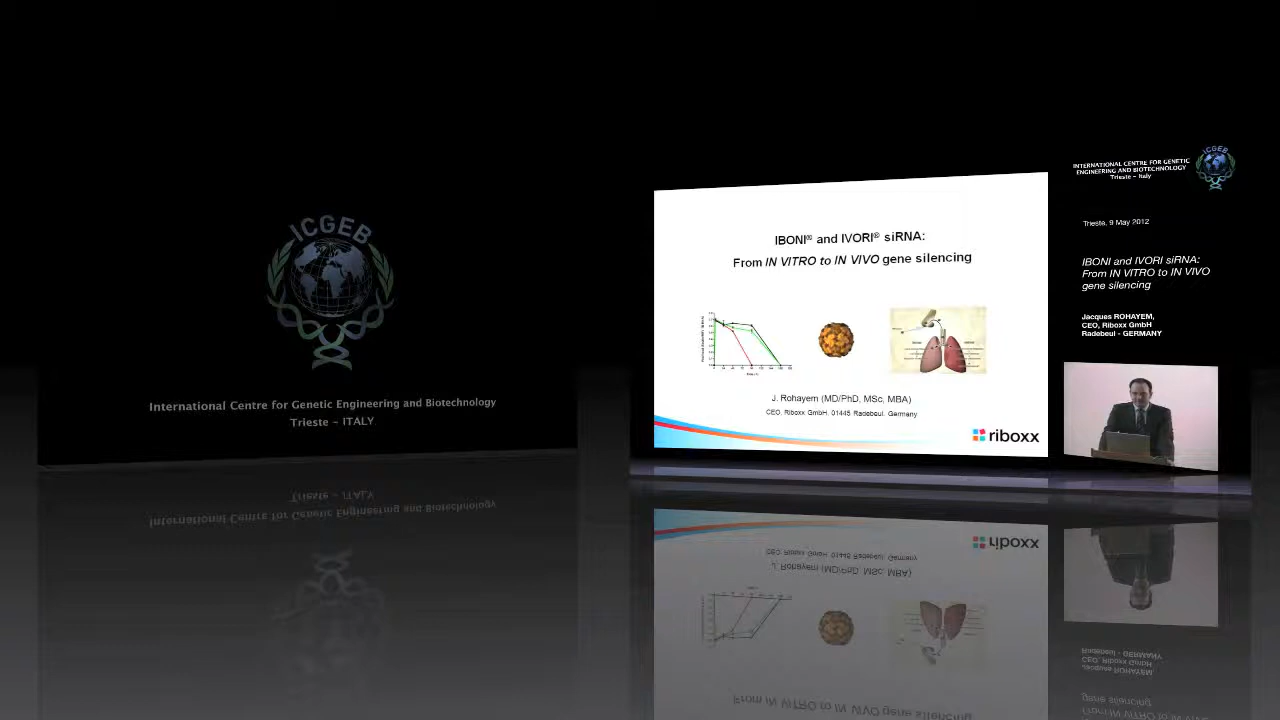 ICGEB
International Centre for Genetic Engineering and Biotechnology
Trieste - ITALY
IBONI® and IVORI® siRNA:
From IN VITRO to IN VIVO gene silencing
J. Rohayem (MD/PhD, MSc, MBA)
CEO, Riboxx GmbH, 01445 Radebeul, Germany
riboxx
INTERNATIONAL CENTRE FOR GENETIC
ENGINEERING AND BIOTECHNOLOGY
Trieste - Italy
ICGEB
Trieste, 9 May 2012
IBONI and IVORI siRNA:
From IN VITRO to IN VIVO
gene silencing
Jacques ROHAYEM,
CEO, Riboxx GmbH
Radebeul - GERMANY